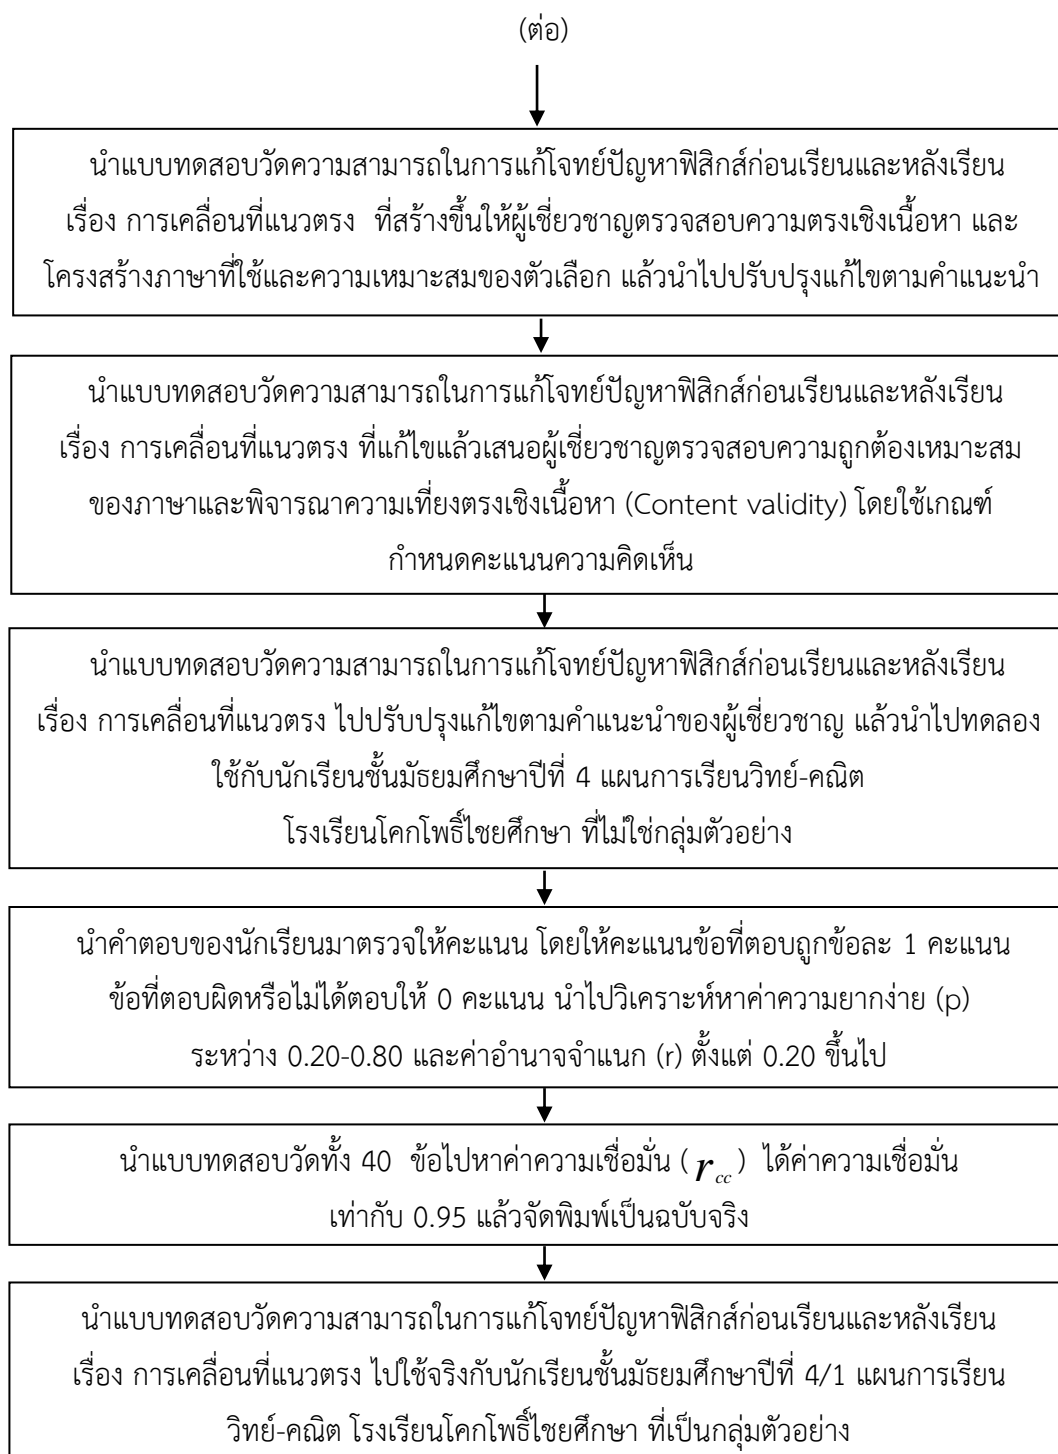 (ต่อ)
นำแบบทดสอบวัดความสามารถในการแก้โจทย์ปัญหาฟิสิกส์ก่อนเรียนและหลังเรียน
เรื่อง การเคลื่อนที่แนวตรง ที่สร้างขึ้นให้ผู้เชี่ยวชาญตรวจสอบความตรงเชิงเนื้อหา และ
โครงสร้างภาษาที่ใช้และความเหมาะสมของตัวเลือก แล้วนำไปปรับปรุงแก้ไขตามคำแนะนำ
นำแบบทดสอบวัดความสามารถในการแก้โจทย์ปัญหาฟิสิกส์ก่อนเรียนและหลังเรียน
เรื่อง การเคลื่อนที่แนวตรง ที่แก้ไขแล้วเสนอผู้เชี่ยวชาญตรวจสอบความถูกต้องเหมาะสม
ของภาษาและพิจารณาความเที่ยงตรงเชิงเนื้อหา (Content validity) โดยใช้เกณฑ์
กำหนดคะแนนความคิดเห็น
นำแบบทดสอบวัดความสามารถในการแก้โจทย์ปัญหาฟิสิกส์ก่อนเรียนและหลังเรียน
เรื่อง การเคลื่อนที่แนวตรง ไปปรับปรุงแก้ไขตามคำแนะนำของผู้เชี่ยวชาญ แล้วนำไปทดลอง
ใช้กับนักเรียนชั้นมัธยมศึกษาปีที่ 4 แผนการเรียนวิทย์-คณิต
โรงเรียนโคกโพธิ์ไชยศึกษา ที่ไม่ใช่กลุ่มตัวอย่าง
นำคำตอบของนักเรียนมาตรวจให้คะแนน โดยให้คะแนนข้อที่ตอบถูกข้อละ 1 คะแนน
ข้อที่ตอบผิดหรือไม่ได้ตอบให้ 0 คะแนน นำไปวิเคราะห์หาค่าความยากง่าย (p)
ระหว่าง 0.20-0.80 และค่าอำนาจจำแนก (r) ตั้งแต่ 0.20 ขึ้นไป
นำแบบทดสอบวัดทั้ง 40 ข้อไปหาค่าความเชื่อมั่น (r cc) ได้ค่าความเชื่อมั่น
เท่ากับ 0.95 แล้วจัดพิมพ์เป็นฉบับจริง
นำแบบทดสอบวัดความสามารถในการแก้โจทย์ปัญหาฟิสิกส์ก่อนเรียนและหลังเรียน
เรื่อง การเคลื่อนที่แนวตรง ไปใช้จริงกับนักเรียนชั้นมัธยมศึกษาปีที่ 4/1 แผนการเรียน
วิทย์-คณิต โรงเรียนโคกโพธิ์ไชยศึกษา ที่เป็นกลุ่มตัวอย่าง